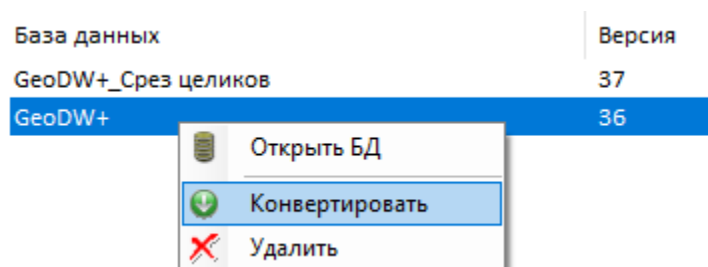 База данных Версия
GeoDW+_Срез целиков 37
GeoDW+ 36
Открыть БД
Конвертировать
Удалить